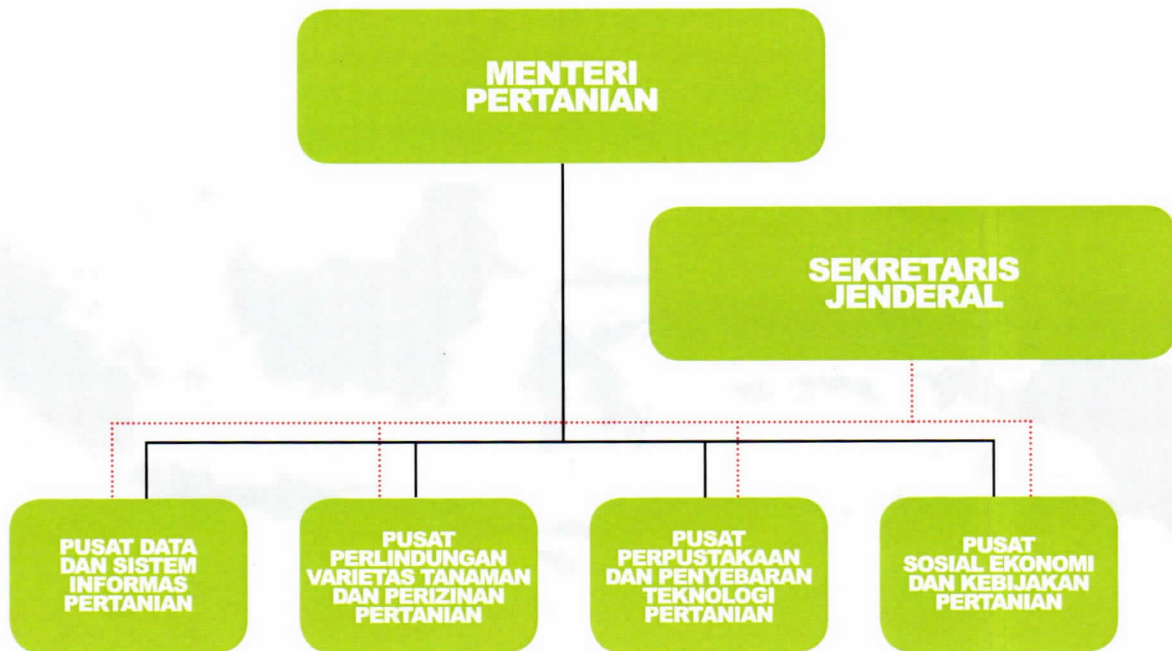 MENTERI
PERTANIAN
SEKRETARIS
JENDERAL
PUSAT DATA
DAN SISTEM
INFORMAS
PERTANIAN
PUSAT
PERLINDUNGAN
VARIETAS TANAMAN
DAN PERIZINAN
PERTANIAN
PUSAT
PERPUSTAKAAN
DAN PENYEBARAN
TEKNOLOGI
PERTANIAN
PUSAT
SOSIAL EKONOMI
DAN KEBIJAKAN
PERTANIAN